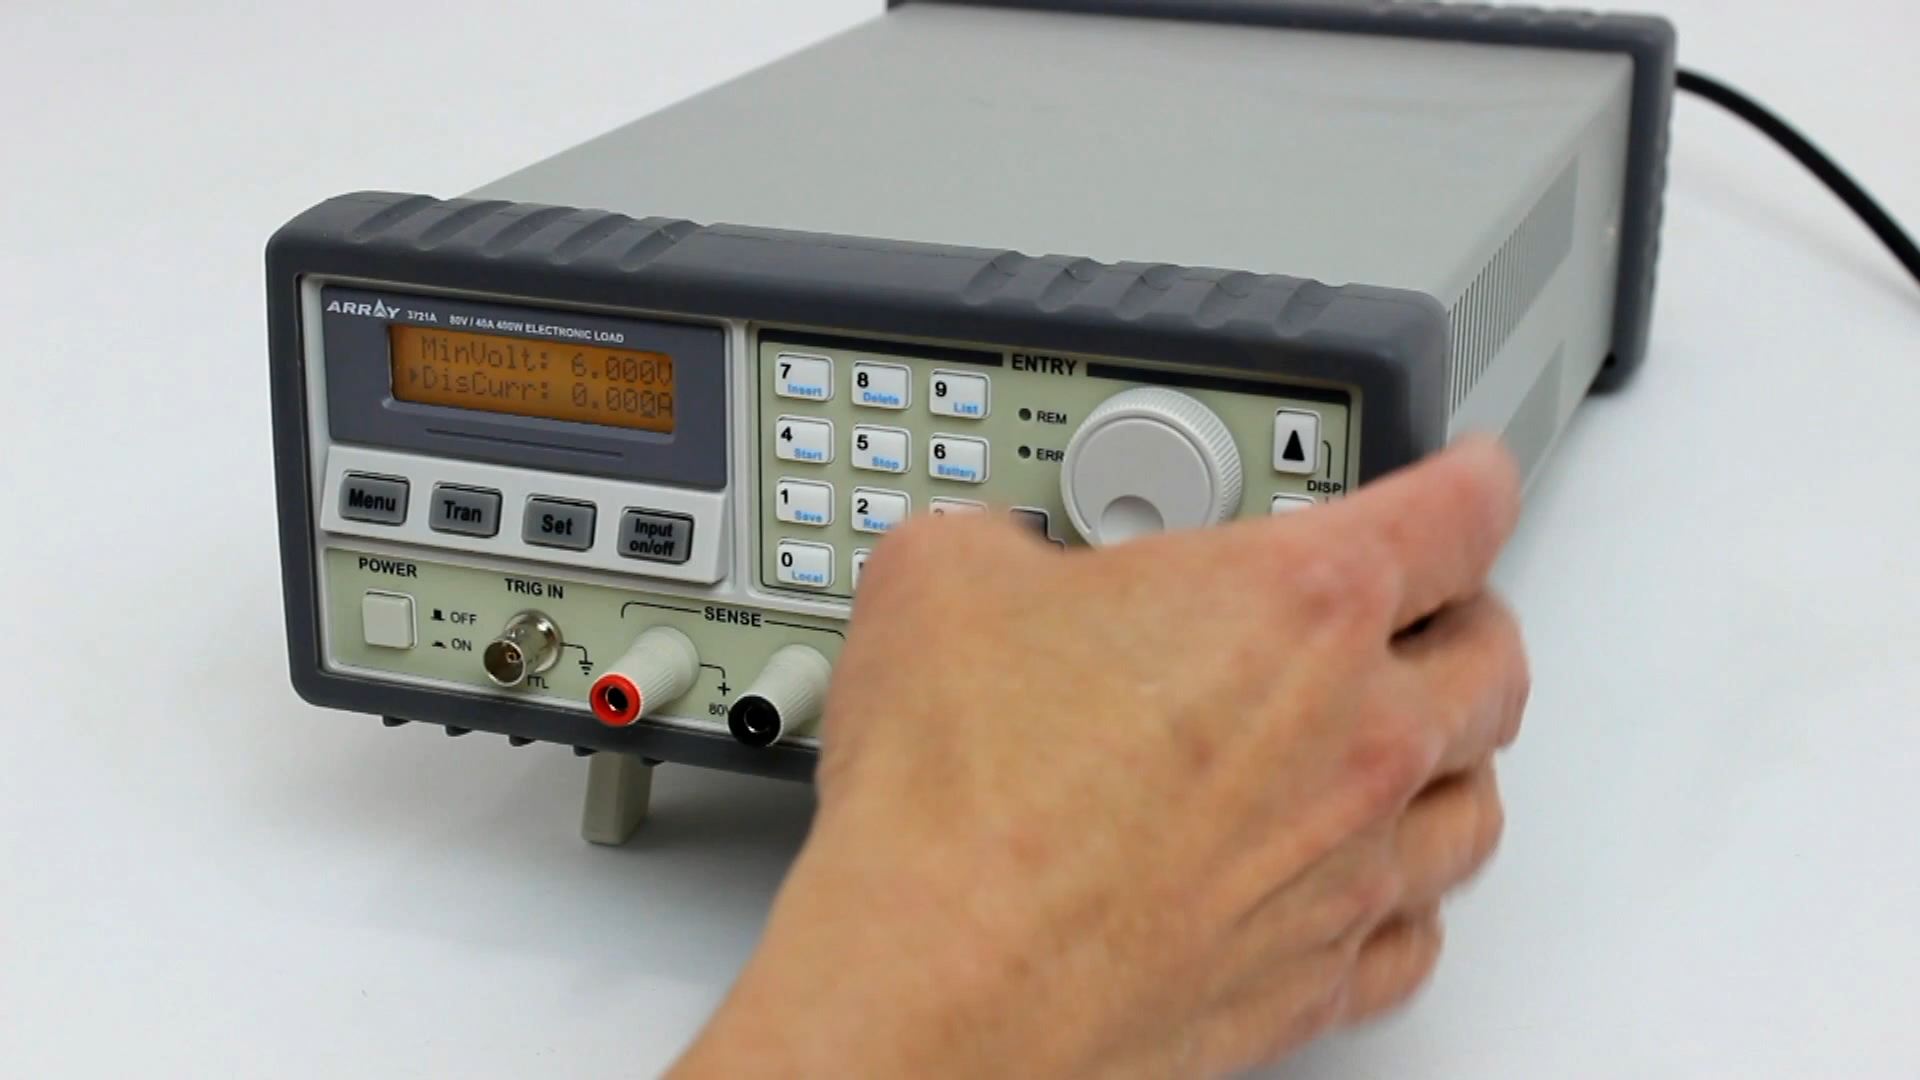 ARRAY 3721A 80V / 40A 400W ELECTRONIC LOAD
MinVolt: 6.000V
▸DisCurr: 0.000A
Menu
Tran
Set
Input on/off
POWER
OFF
ON
TRIG IN
TTL
SENSE
+
80V
ENTRY
7 Insert
8 Delete
9 List
4 Start
5 Stop
6 Battery
1 Save
2
0 Local
REM
ERR
DISP